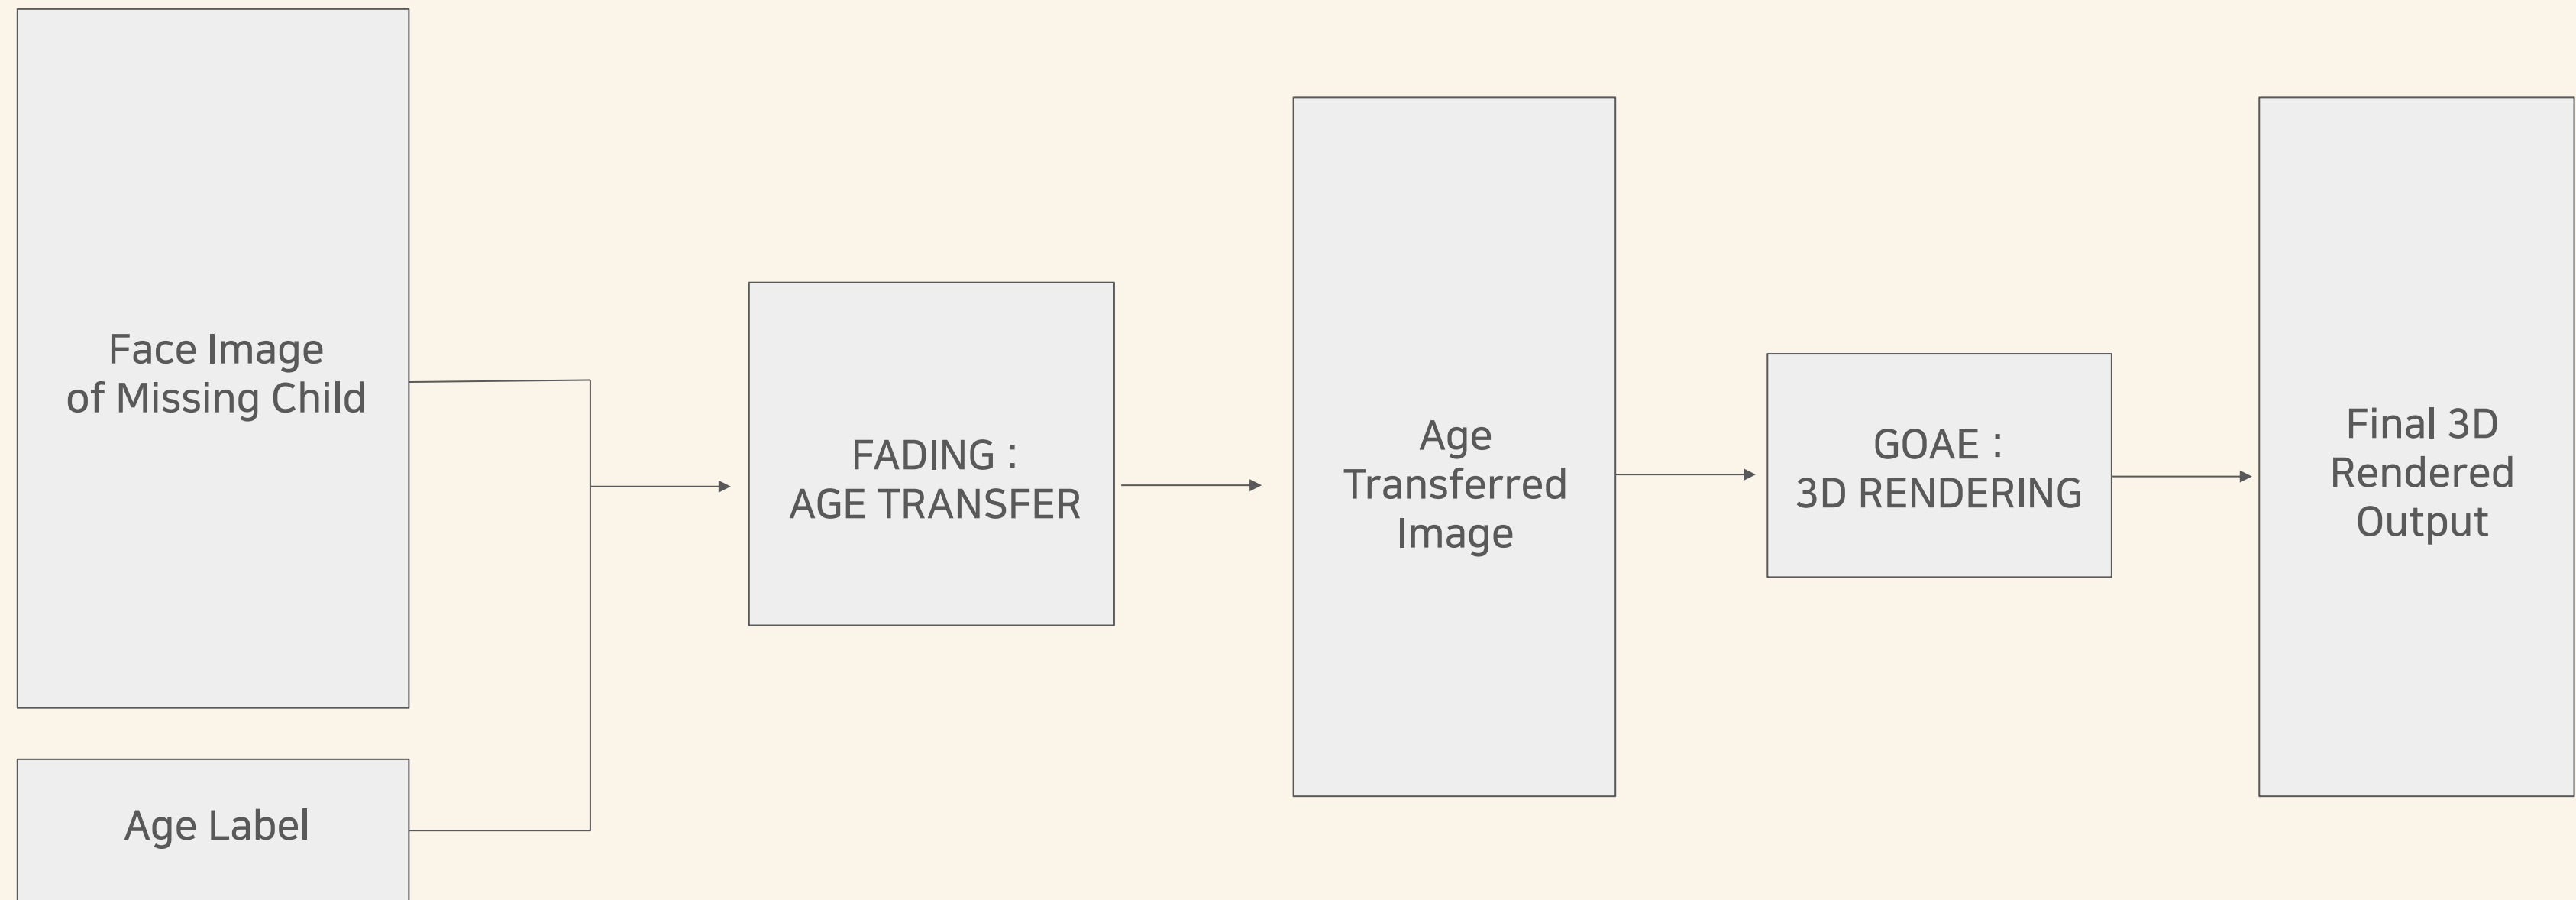 Face Image
of Missing Child
Age Label
FADING :
AGE TRANSFER
Age
Transferred
Image
GOAE :
3D RENDERING
Final 3D
Rendered
Output